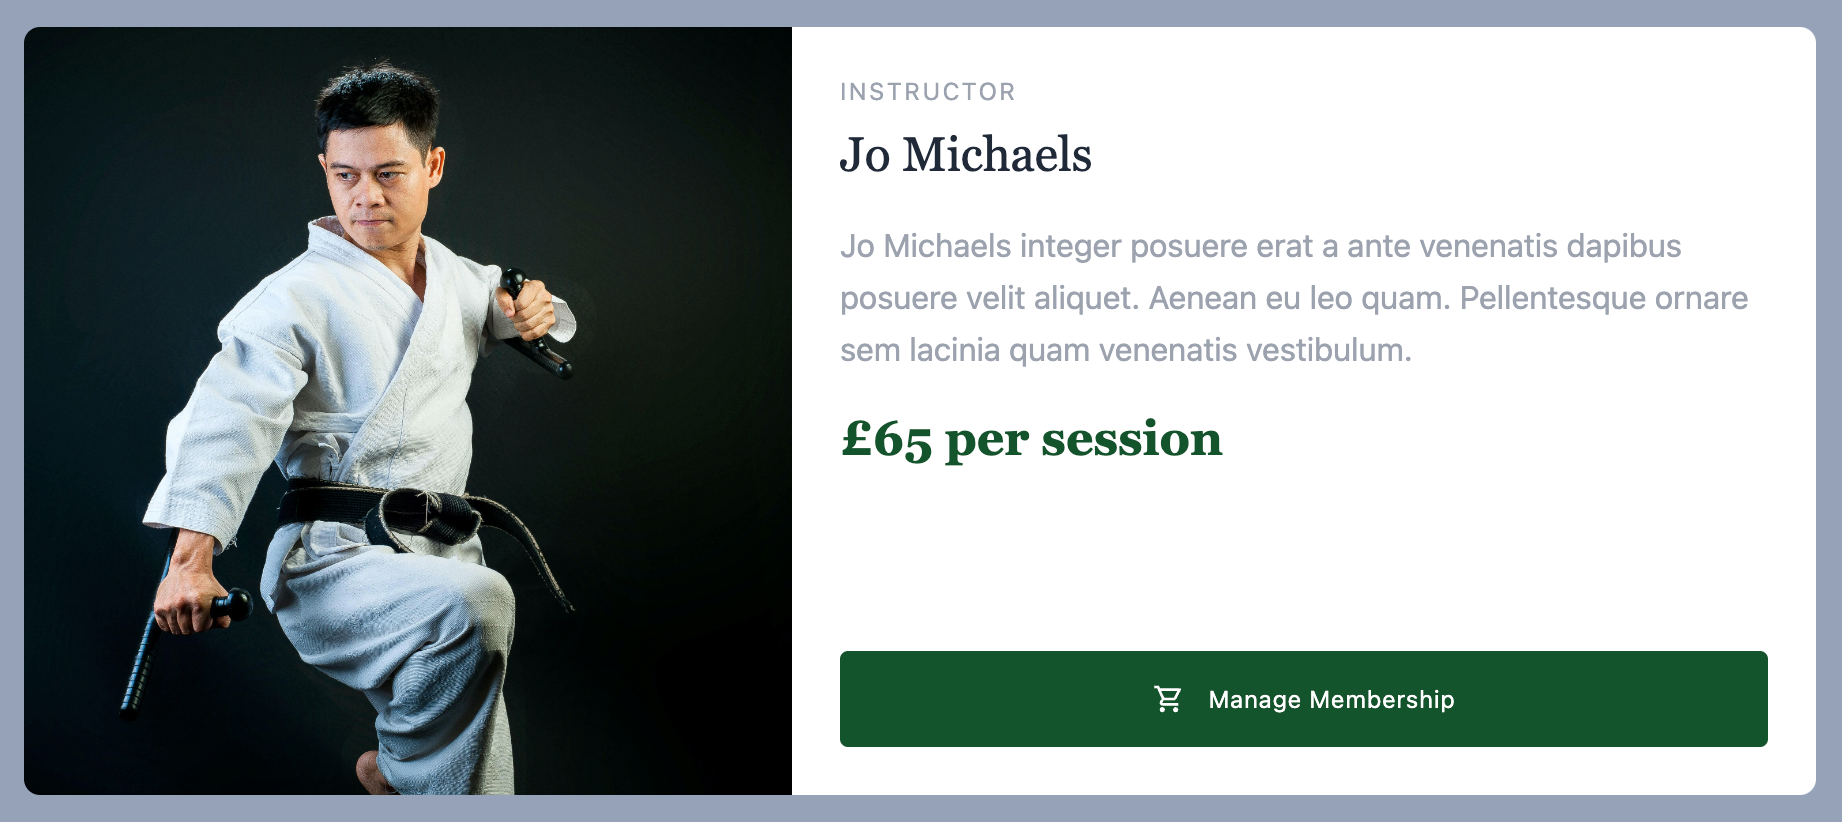 INSTRUCTOR
Jo Michaels
Jo Michaels integer posuere erat a ante venenatis dapibus
posuere velit aliquet. Aenean eu leo quam. Pellentesque ornare
sem lacinia quam venenatis vestibulum.
£65 per session
Manage Membership